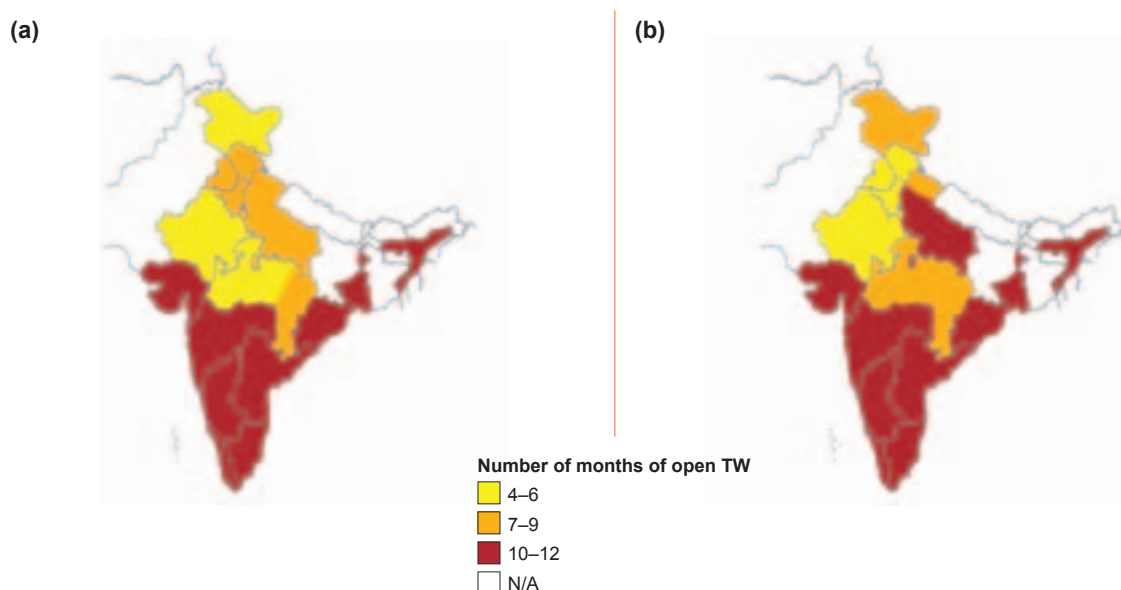 (a)
(b)
Number of months of open TW
4–6
7–9
10–12
N/A